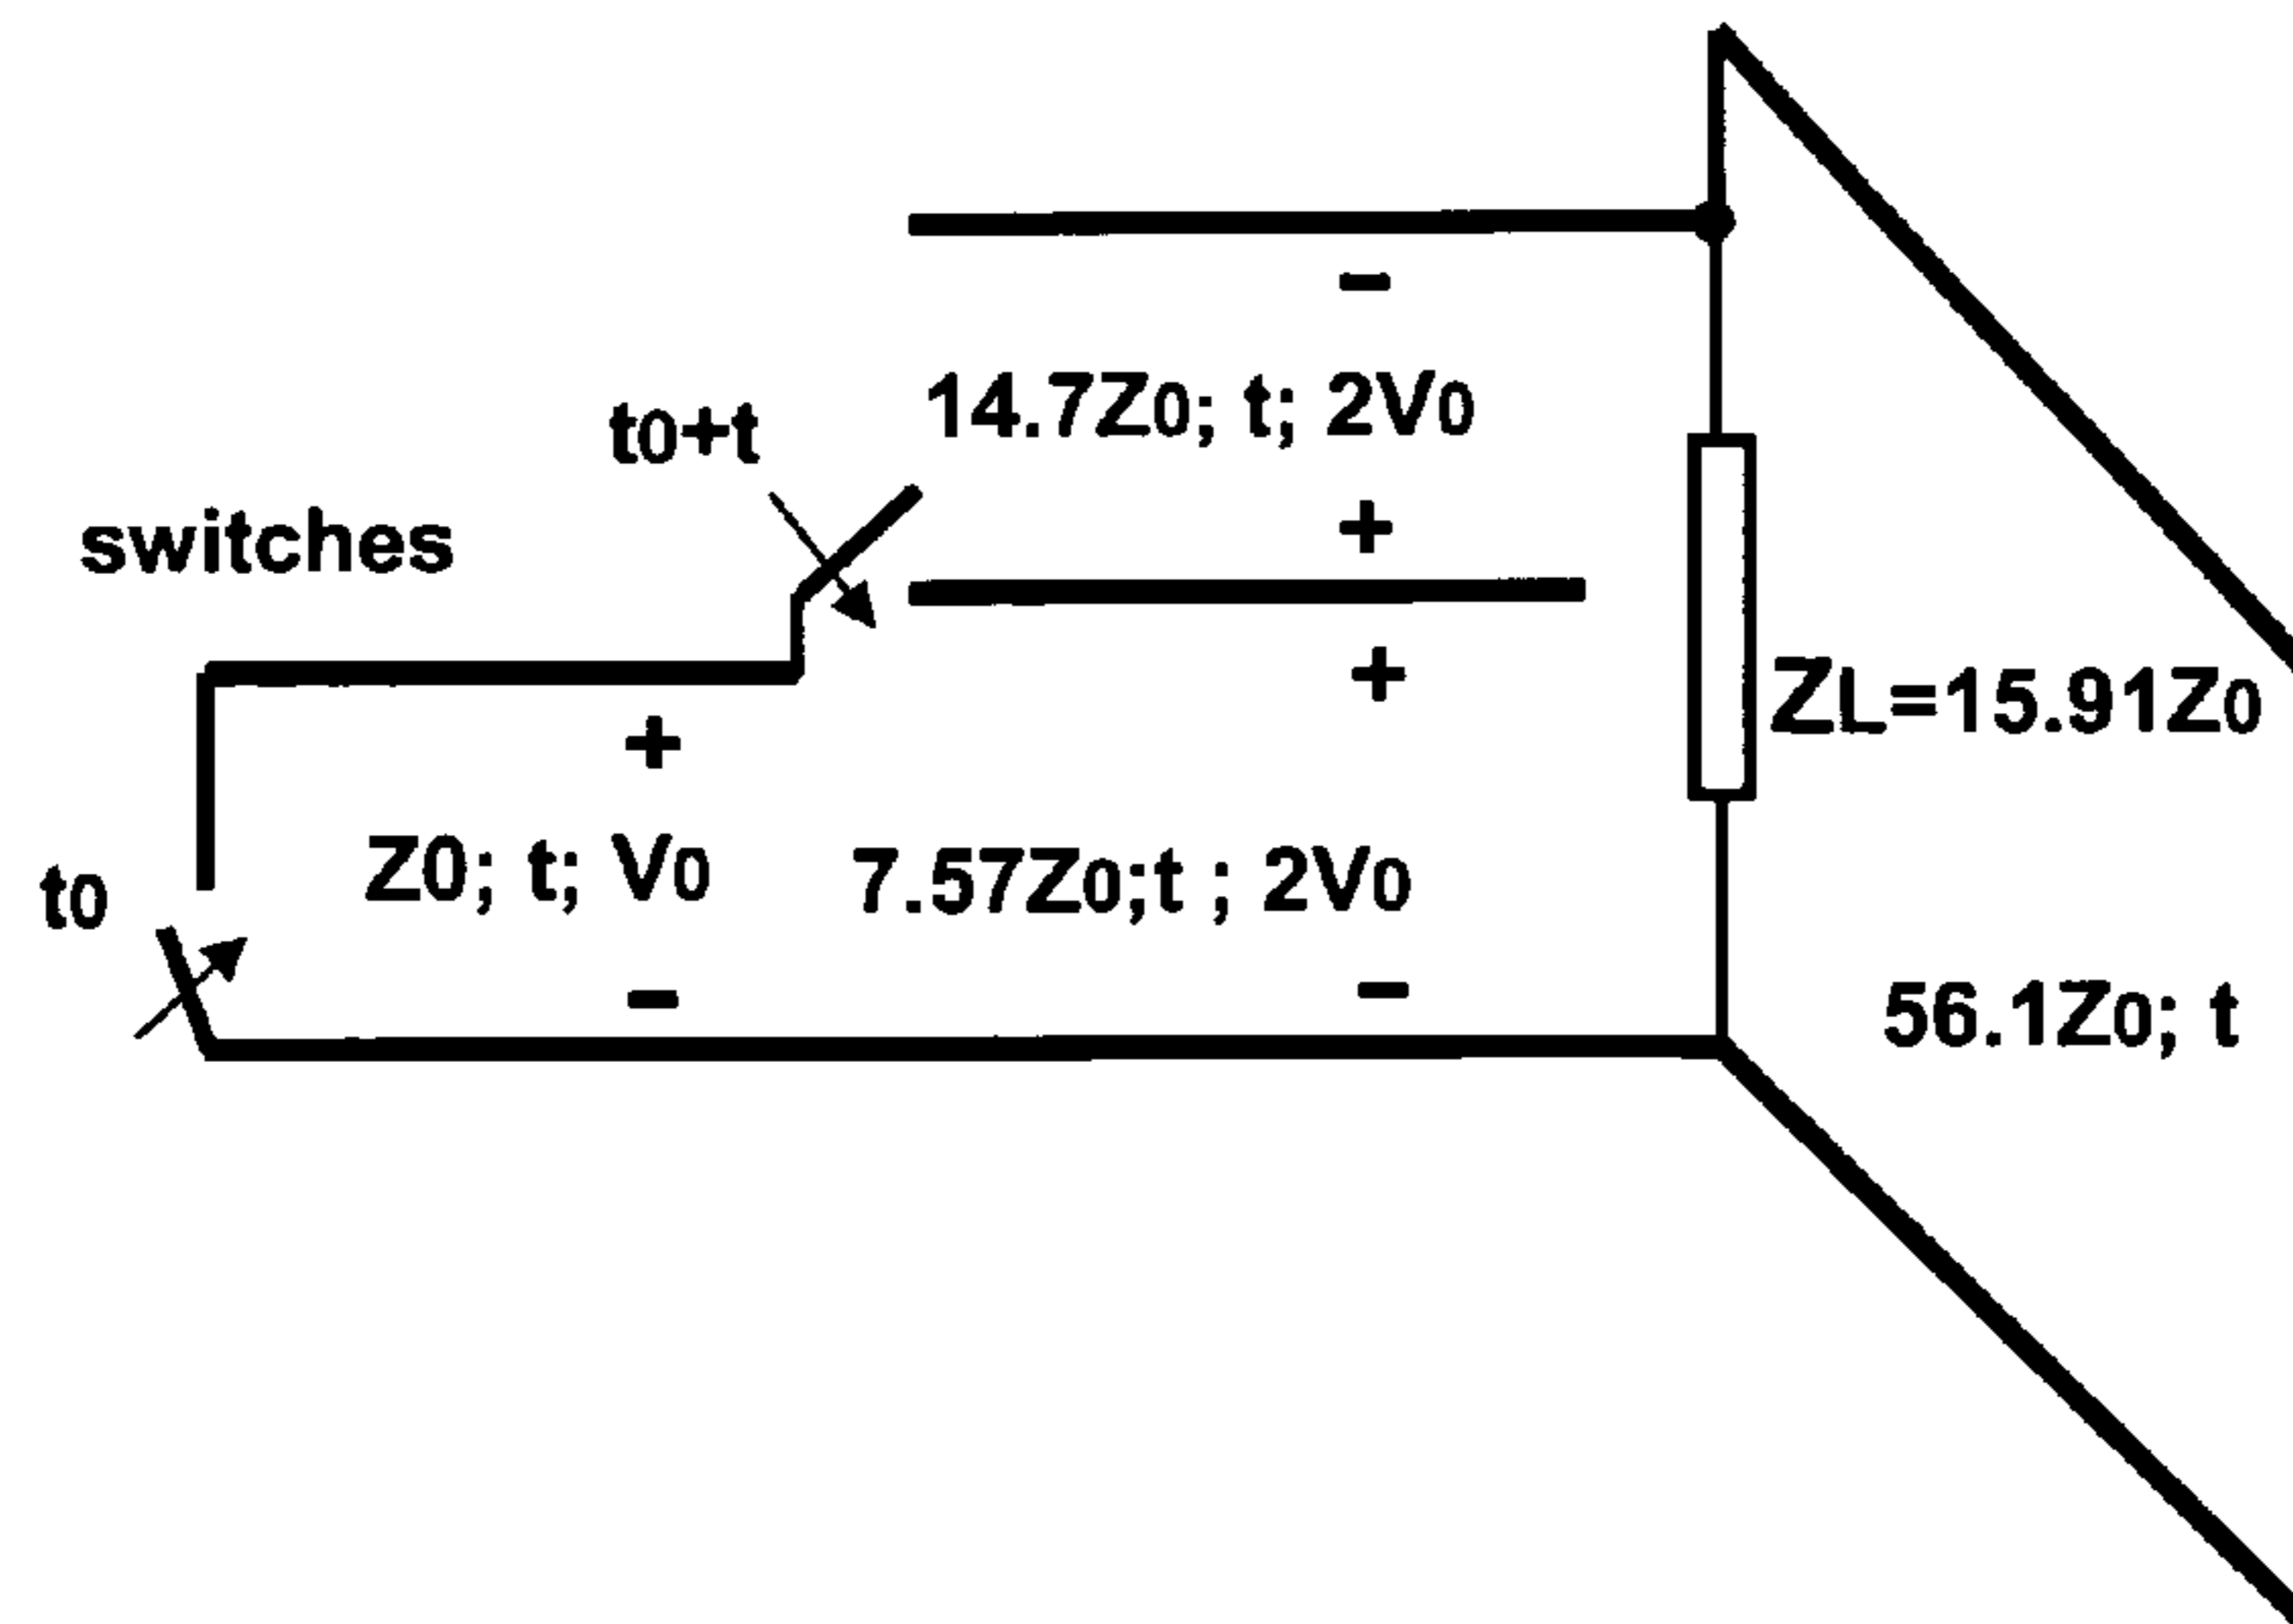 −
14.7Z0; t; 2V0
t0+t
+
switches
+
ZL=15.91Z0
+
Z0; t; V0
7.57Z0;t ; 2V0
t0
−
−
56.1Z0; t